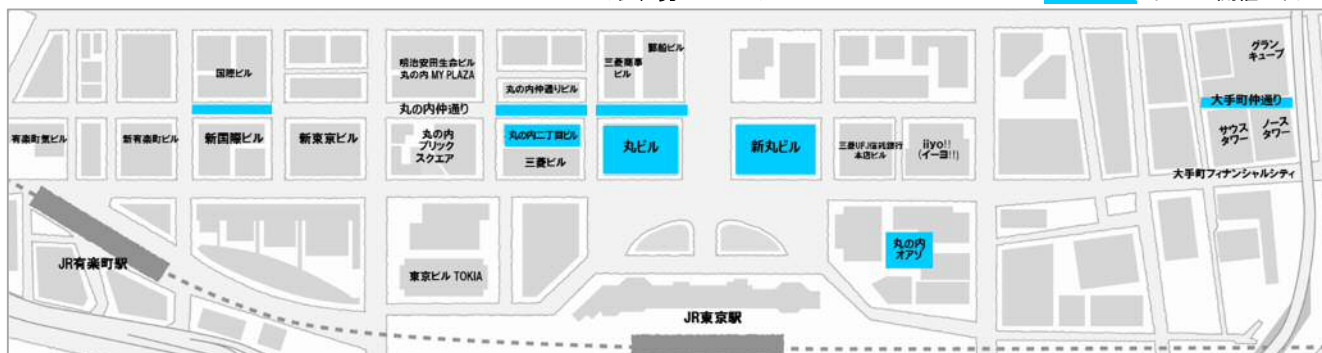 グラン
キューブ
国際ビル
明治安田生命ビル
丸の内 MY PLAZA
郵船ビル
三菱商事
ビル
丸の内仲通りビル
丸の内仲通り
大手町仲通り
有楽町電気ビル
新有楽町ビル
新国際ビル
新東京ビル
丸の内
ブリック
スクエア
丸の内二丁目ビル
三菱ビル
丸ビル
新丸ビル
三菱UFJ信託銀行
本店ビル
iiyo!!
(イーヨ!!)
サウス
タワー
ノース
タワー
大手町フィナンシャルシティ
JR有楽町駅
東京ビル TOKIA
丸の内
オアゾ
JR東京駅